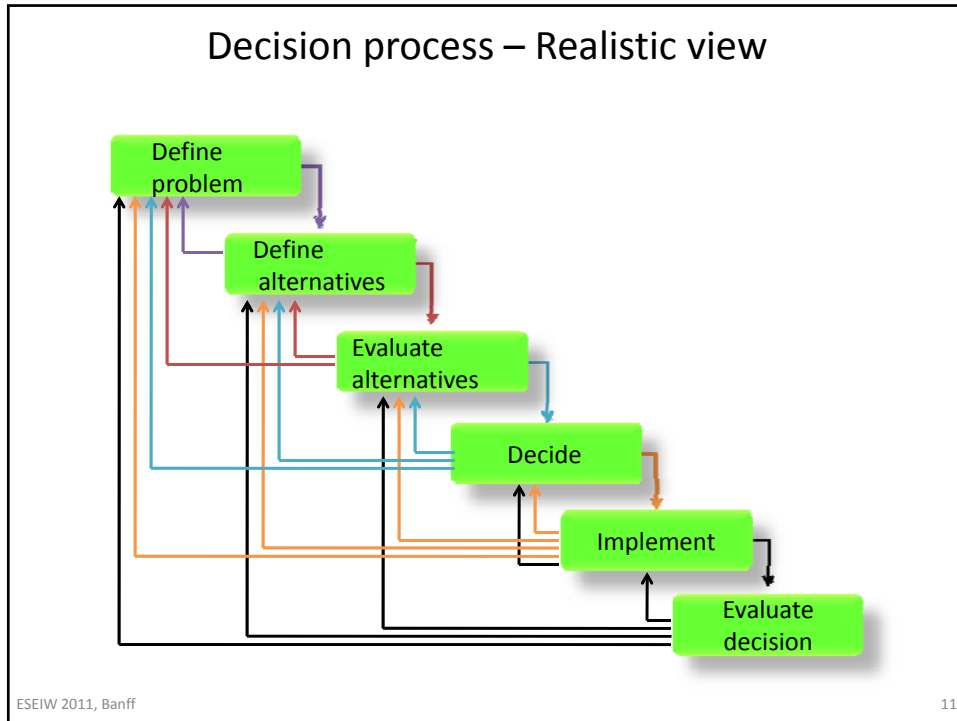 Decision process – Realistic view
Define
problem
Define
alternatives
Evaluate
alternatives
Decide
Implement
Evaluate
decision
ESEIW 2011, Banff
11